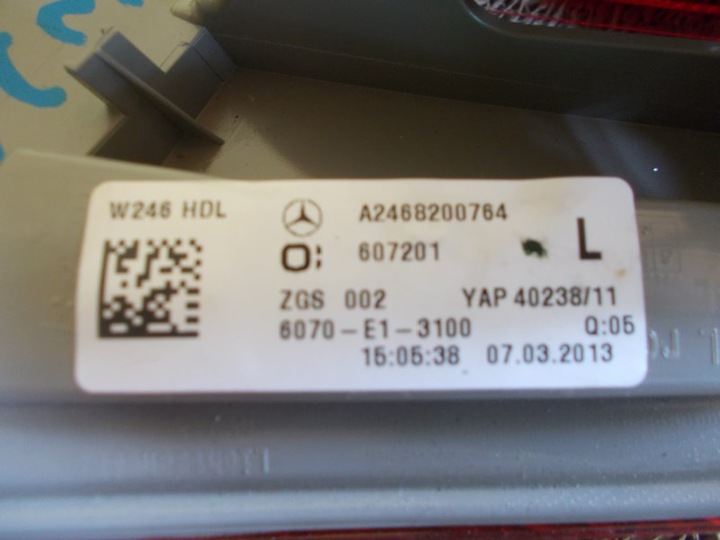 W246 HDL
A2468200764
607201
L
ZGS 002 YAP 40238/11
6070-E1-3100 Q:05
15:05:38 07.03.2013